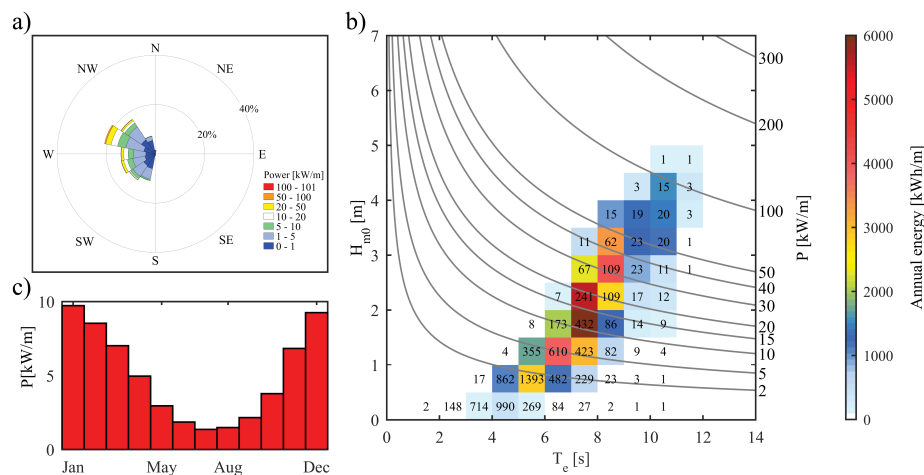 a)
N
NW
NE
40%
20%
W
E
Power [kW/m]
100 - 101
50 - 100
20 - 50
10 - 20
5 - 10
1 - 5
0 - 1
SW
SE
S
c)
10
5
0
P[kW/m]
Jan
May
Aug
Dec
b)
7
6
5
4
3
2
1
0
H_m0 [m]
1 1
3 15 3
15 19 20 3
11 62 23 20 1
67 109 23 11 1
7 241 109 17 12
8 173 432 86 14 9
4 355 610 423 82 9 4
17 862 1393 482 229 23 3 1
2 148 714 990 269 84 27 2 1 1
0 2 4 6 8 10 12 14
T_e [s]
300
200
100
50
40
30
20
15
10
5
2
P [kW/m]
6000
5000
4000
3000
2000
1000
0
Annual energy [kWh/m]